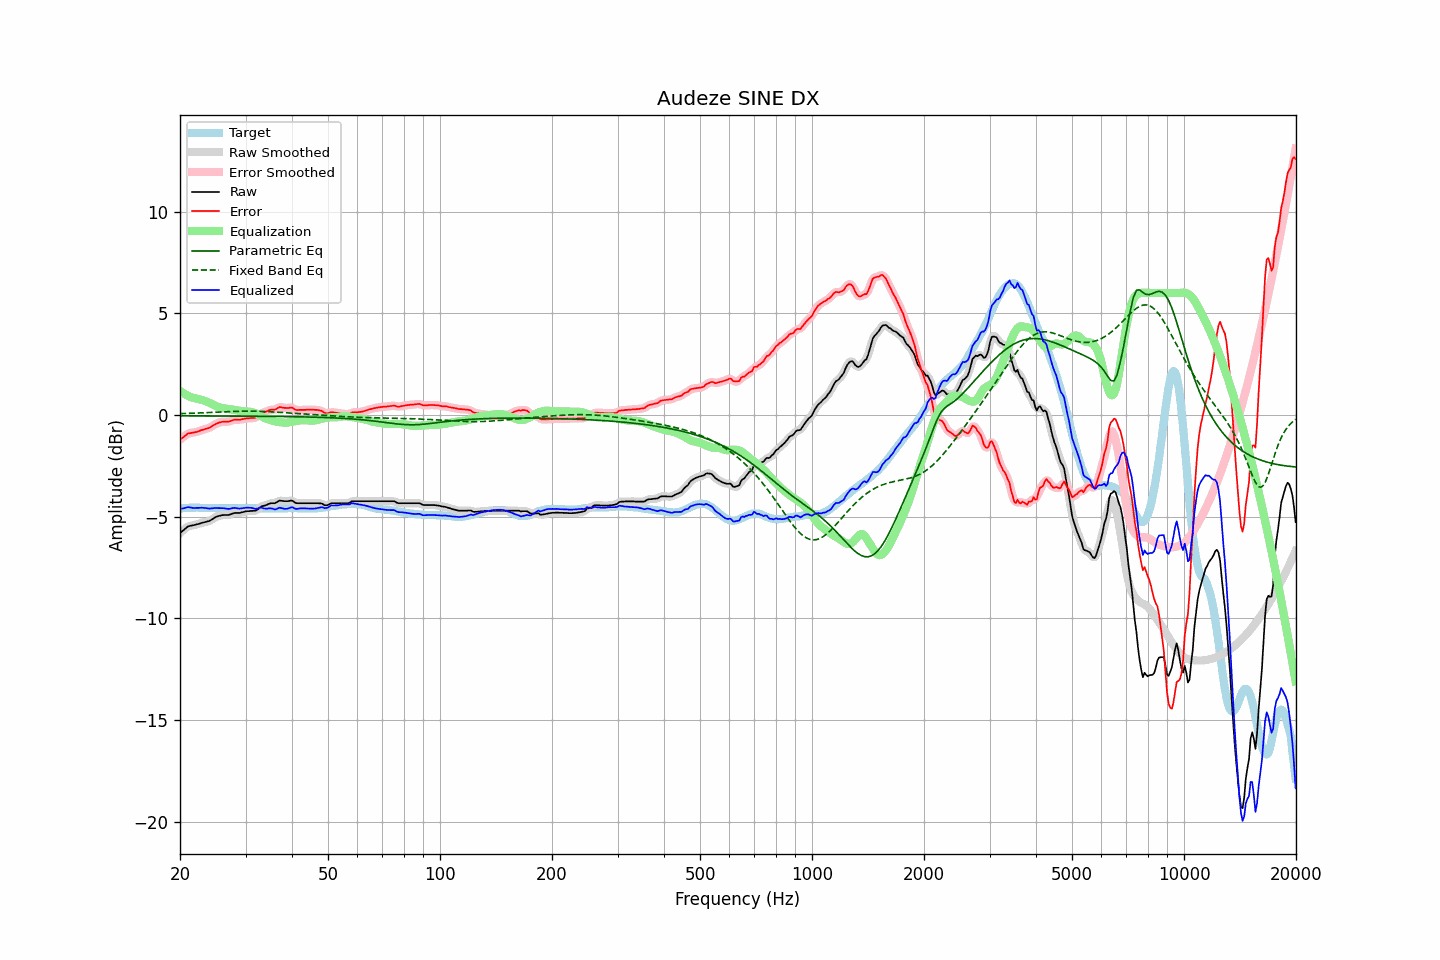 Audeze SINE DX
Target
Raw Smoothed
Error Smoothed
Raw
Error
Equalization
Parametric Eq
Fixed Band Eq
Equalized
10
5
0
−5
−10
−15
−20
Amplitude (dBr)
20 50 100 200 500 1000 2000 5000 10000 20000
Frequency (Hz)